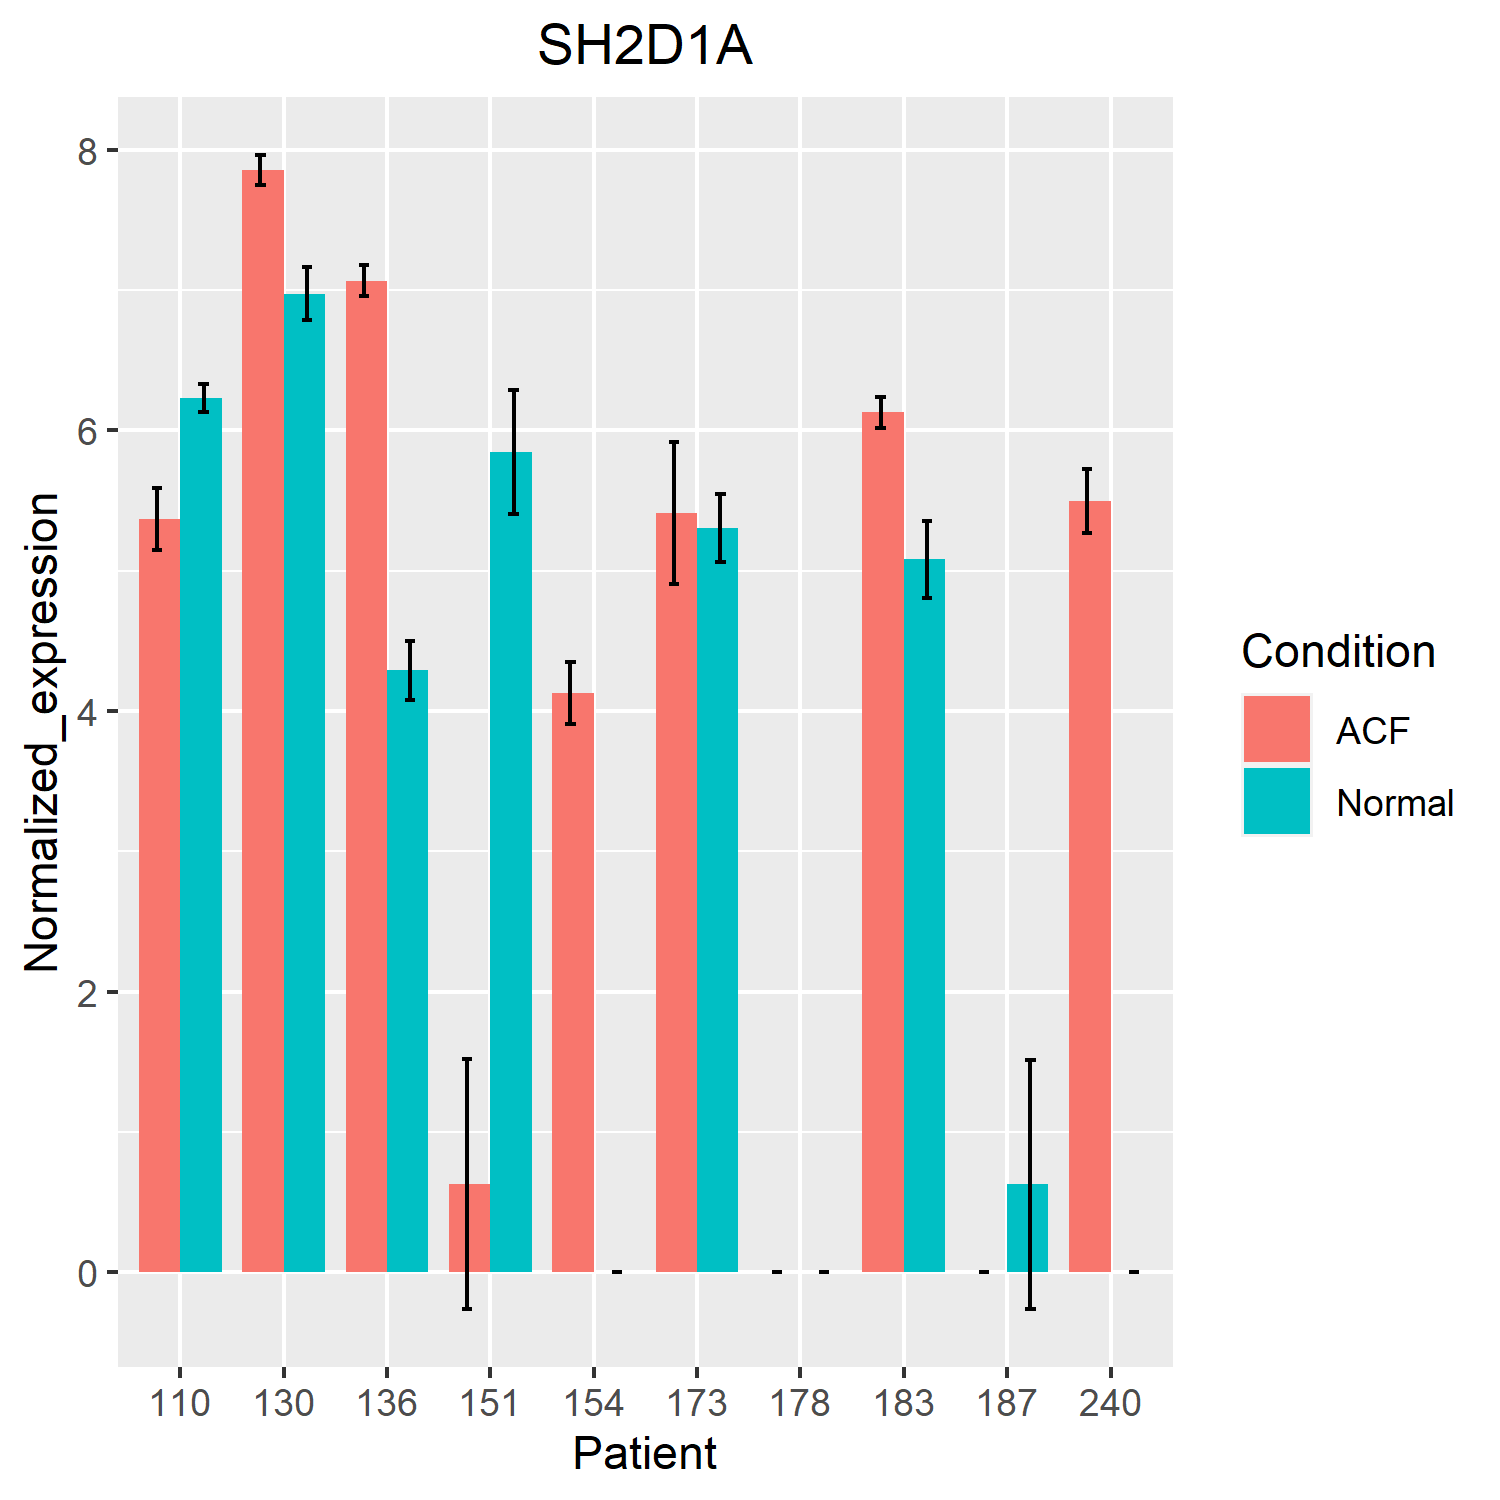 SH2D1A
Normalized_expression
8
6
4
2
0
110 130 136 151 154 173 178 183 187 240
Patient
Condition
ACF
Normal